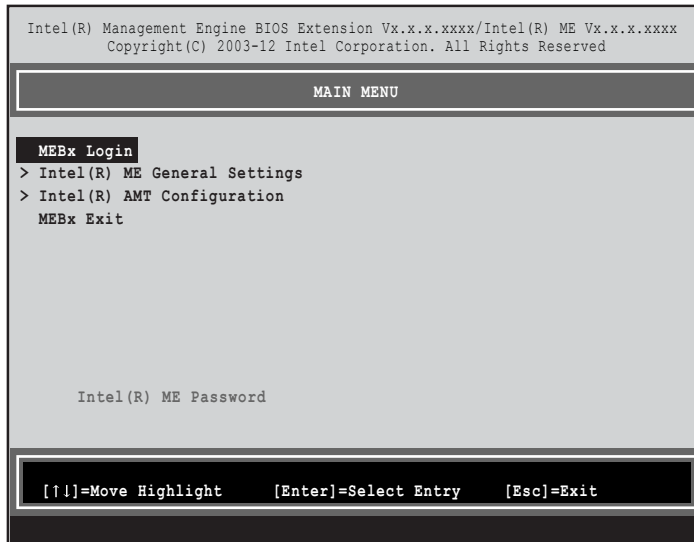 Intel(R) Management Engine BIOS Extension Vx.x.x.xxxx/Intel(R) ME Vx.x.x.xxxx
Copyright(C) 2003-12 Intel Corporation. All Rights Reserved
MAIN MENU
MEBx Login
> Intel(R) ME General Settings
> Intel(R) AMT Configuration
MEBx Exit
Intel(R) ME Password
[↑↓]=Move Highlight [Enter]=Select Entry [Esc]=Exit